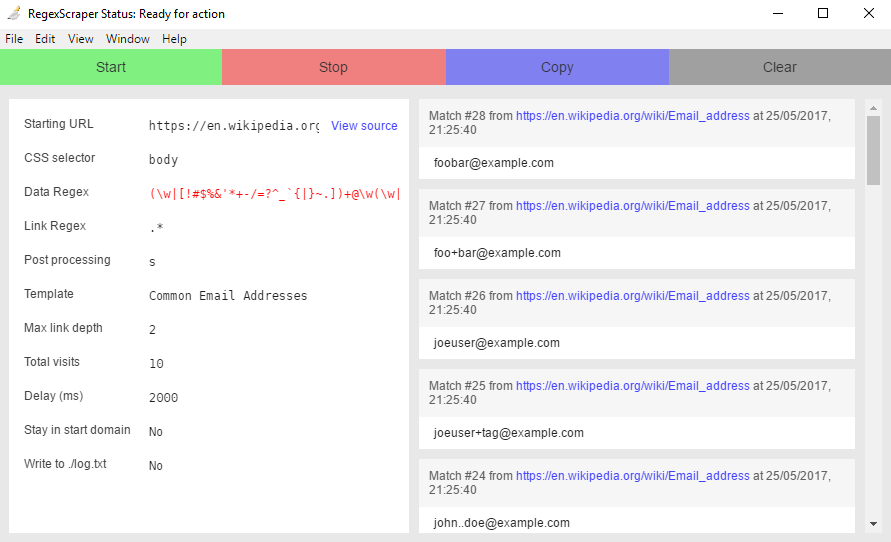 RegexScraper Status: Ready for action
File Edit View Window Help
Start Stop Copy Clear
Starting URL https://en.wikipedia.org View source
CSS selector body
Data Regex (\w|[!#$%&'*+-/=?^_`{|}~.])+@\w(\w|
Link Regex .*
Post processing s
Template Common Email Addresses
Max link depth 2
Total visits 10
Delay (ms) 2000
Stay in start domain No
Write to ./log.txt No
Match #28 from https://en.wikipedia.org/wiki/Email_address at 25/05/2017,
21:25:40
foobar@example.com
Match #27 from https://en.wikipedia.org/wiki/Email_address at 25/05/2017,
21:25:40
foo+bar@example.com
Match #26 from https://en.wikipedia.org/wiki/Email_address at 25/05/2017,
21:25:40
joeuser@example.com
Match #25 from https://en.wikipedia.org/wiki/Email_address at 25/05/2017,
21:25:40
joeuser+tag@example.com
Match #24 from https://en.wikipedia.org/wiki/Email_address at 25/05/2017,
21:25:40
john..doe@example.com